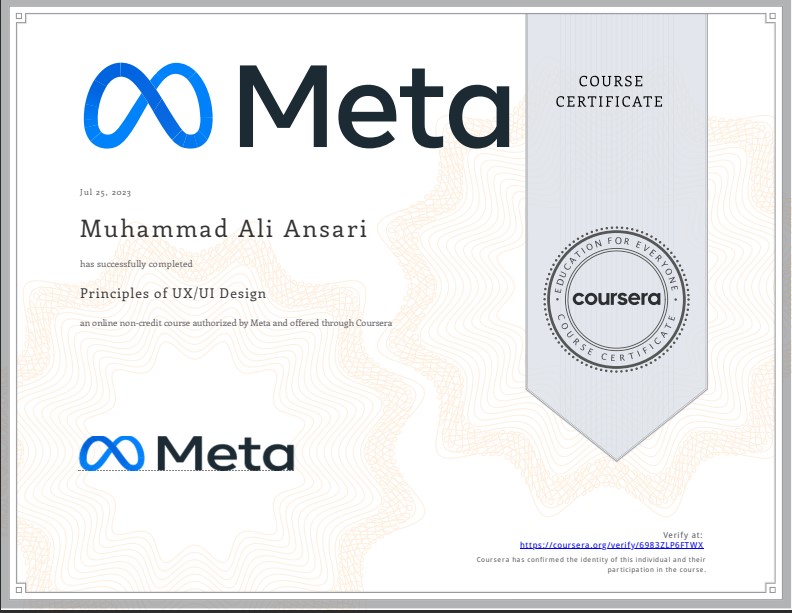 Meta
COURSE
CERTIFICATE
Jul 25, 2023
Muhammad Ali Ansari
has successfully completed
Principles of UX/UI Design
an online non-credit course authorized by Meta and offered through Coursera
EDUCATION FOR EVERYONE
coursera
COURSE CERTIFICATE
Meta
Verify at:
https://coursera.org/verify/6983ZLP6FTWX
Coursera has confirmed the identity of this individual and their
participation in the course.